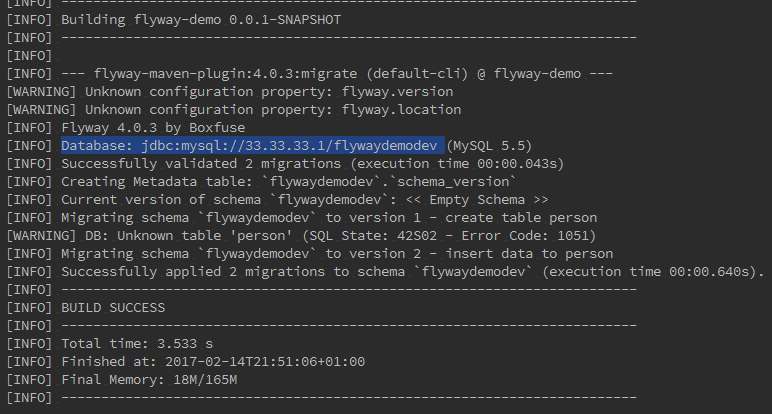 [INFO] ------------------------------------------------------------------------
[INFO] Building flyway-demo 0.0.1-SNAPSHOT
[INFO] ------------------------------------------------------------------------
[INFO]
[INFO] --- flyway-maven-plugin:4.0.3:migrate (default-cli) @ flyway-demo ---
[WARNING] Unknown configuration property: flyway.version
[WARNING] Unknown configuration property: flyway.location
[INFO] Flyway 4.0.3 by Boxfuse
[INFO] Database: jdbc:mysql://33.33.33.1/flywaydemodev (MySQL 5.5)
[INFO] Successfully validated 2 migrations (execution time 00:00.043s)
[INFO] Creating Metadata table: `flywaydemodev`.`schema_version`
[INFO] Current version of schema `flywaydemodev`: << Empty Schema >>
[INFO] Migrating schema `flywaydemodev` to version 1 - create table person
[WARNING] DB: Unknown table 'person' (SQL State: 42S02 - Error Code: 1051)
[INFO] Migrating schema `flywaydemodev` to version 2 - insert data to person
[INFO] Successfully applied 2 migrations to schema `flywaydemodev` (execution time 00:00.640s).
[INFO] ------------------------------------------------------------------------
[INFO] BUILD SUCCESS
[INFO] ------------------------------------------------------------------------
[INFO] Total time: 3.533 s
[INFO] Finished at: 2017-02-14T21:51:06+01:00
[INFO] Final Memory: 18M/165M
[INFO] ------------------------------------------------------------------------